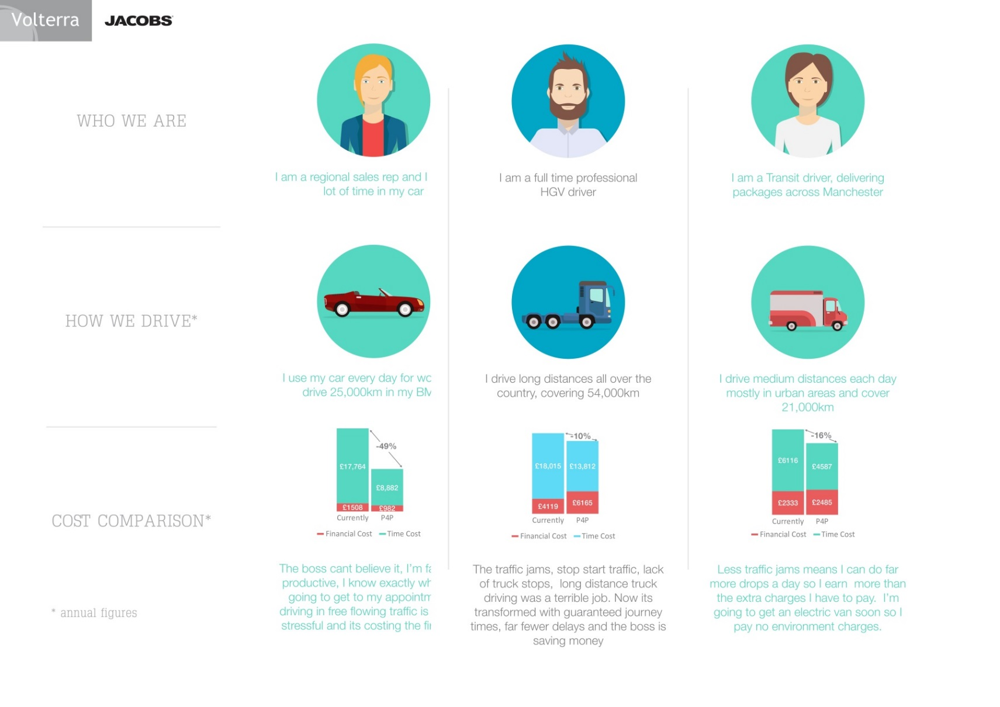 Volterra
JACOBS
WHO WE ARE
I am a regional sales rep and I
lot of time in my car
I am a full time professional
HGV driver
I am a Transit driver, delivering
packages across Manchester
HOW WE DRIVE*
I use my car every day for
drive 25,000km in my
I drive long distances all over the
country, covering 54,000km
I drive medium distances each day
mostly in urban areas and cover
21,000km
COST COMPARISON*
-49%
£17,764
£8,882
£1508
£982
Currently P4P
Financial Cost Time Cost
-10%
£18,015 £13,812
£4119 £6165
Currently P4P
Financial Cost Time Cost
-16%
£6116 £4587
£2333 £2485
Currently P4P
Financial Cost Time Cost
The boss cant believe it, I'm
productive, I know exactly
going to get to my
driving in free flowing traffic is
stressful and its costing the
The traffic jams, stop start traffic, lack
of truck stops, long distance truck
driving was a terrible job. Now its
transformed with guaranteed journey
times, far fewer delays and the boss is
saving money
Less traffic jams means I can do far
more drops a day so I earn more than
the extra charges I have to pay. I'm
going to get an electric van soon so I
pay no environment charges.
* annual figures